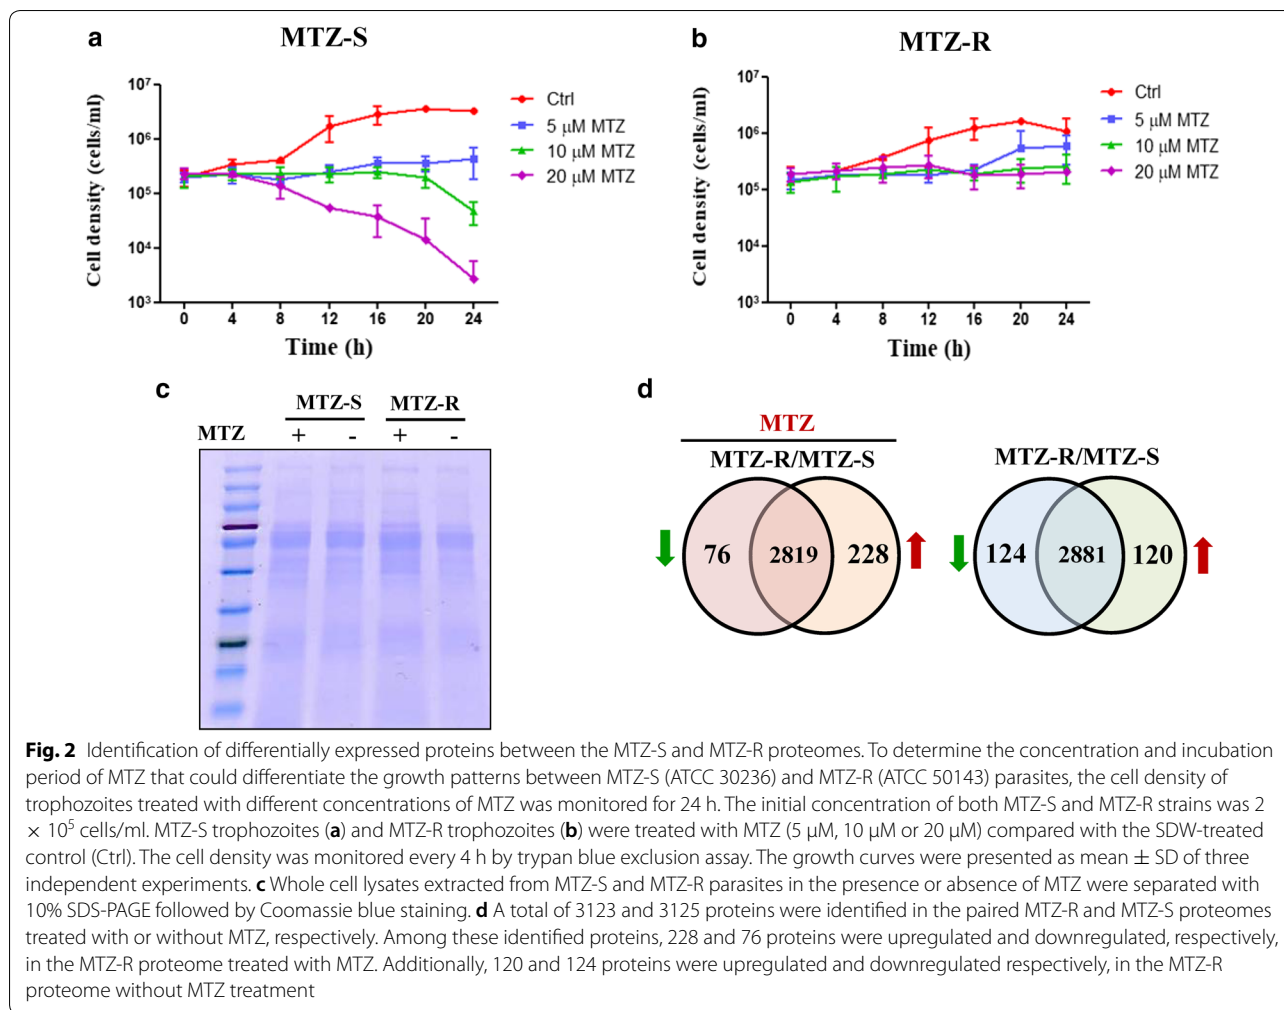 a
MTZ-S
10⁷
10⁶
10⁵
10⁴
10³
Cell density (cells/ml)
0 4 8 12 16 20 24
Time (h)
Ctrl
5 μM MTZ
10 μM MTZ
20 μM MTZ
b
MTZ-R
10⁷
10⁶
10⁵
10⁴
10³
Cell density (cells/ml)
0 4 8 12 16 20 24
Time (h)
Ctrl
5 μM MTZ
10 μM MTZ
20 μM MTZ
c
MTZ-S MTZ-R
MTZ + - + -
d
MTZ
MTZ-R/MTZ-S
76 2819 228
MTZ-R/MTZ-S
124 2881 120
Fig. 2 Identification of differentially expressed proteins between the MTZ-S and MTZ-R proteomes. To determine the concentration and incubation
period of MTZ that could differentiate the growth patterns between MTZ-S (ATCC 30236) and MTZ-R (ATCC 50143) parasites, the cell density of
trophozoites treated with different concentrations of MTZ was monitored for 24 h. The initial concentration of both MTZ-S and MTZ-R strains was 2
× 10⁵ cells/ml. MTZ-S trophozoites (a) and MTZ-R trophozoites (b) were treated with MTZ (5 μM, 10 μM or 20 μM) compared with the SDW-treated
control (Ctrl). The cell density was monitored every 4 h by trypan blue exclusion assay. The growth curves were presented as mean ± SD of three
independent experiments. c Whole cell lysates extracted from MTZ-S and MTZ-R parasites in the presence or absence of MTZ were separated with
10% SDS-PAGE followed by Coomassie blue staining. d A total of 3123 and 3125 proteins were identified in the paired MTZ-R and MTZ-S proteomes
treated with or without MTZ, respectively. Among these identified proteins, 228 and 76 proteins were upregulated and downregulated, respectively,
in the MTZ-R proteome treated with MTZ. Additionally, 120 and 124 proteins were upregulated and downregulated respectively, in the MTZ-R
proteome without MTZ treatment